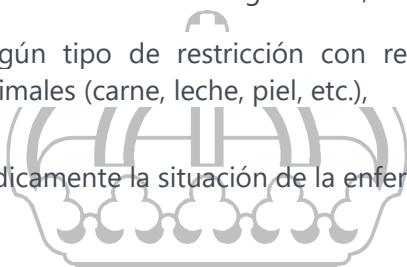 gún tipo de restricción con re
imales (carne, leche, piel, etc.),
dicamente la situación de la enfer